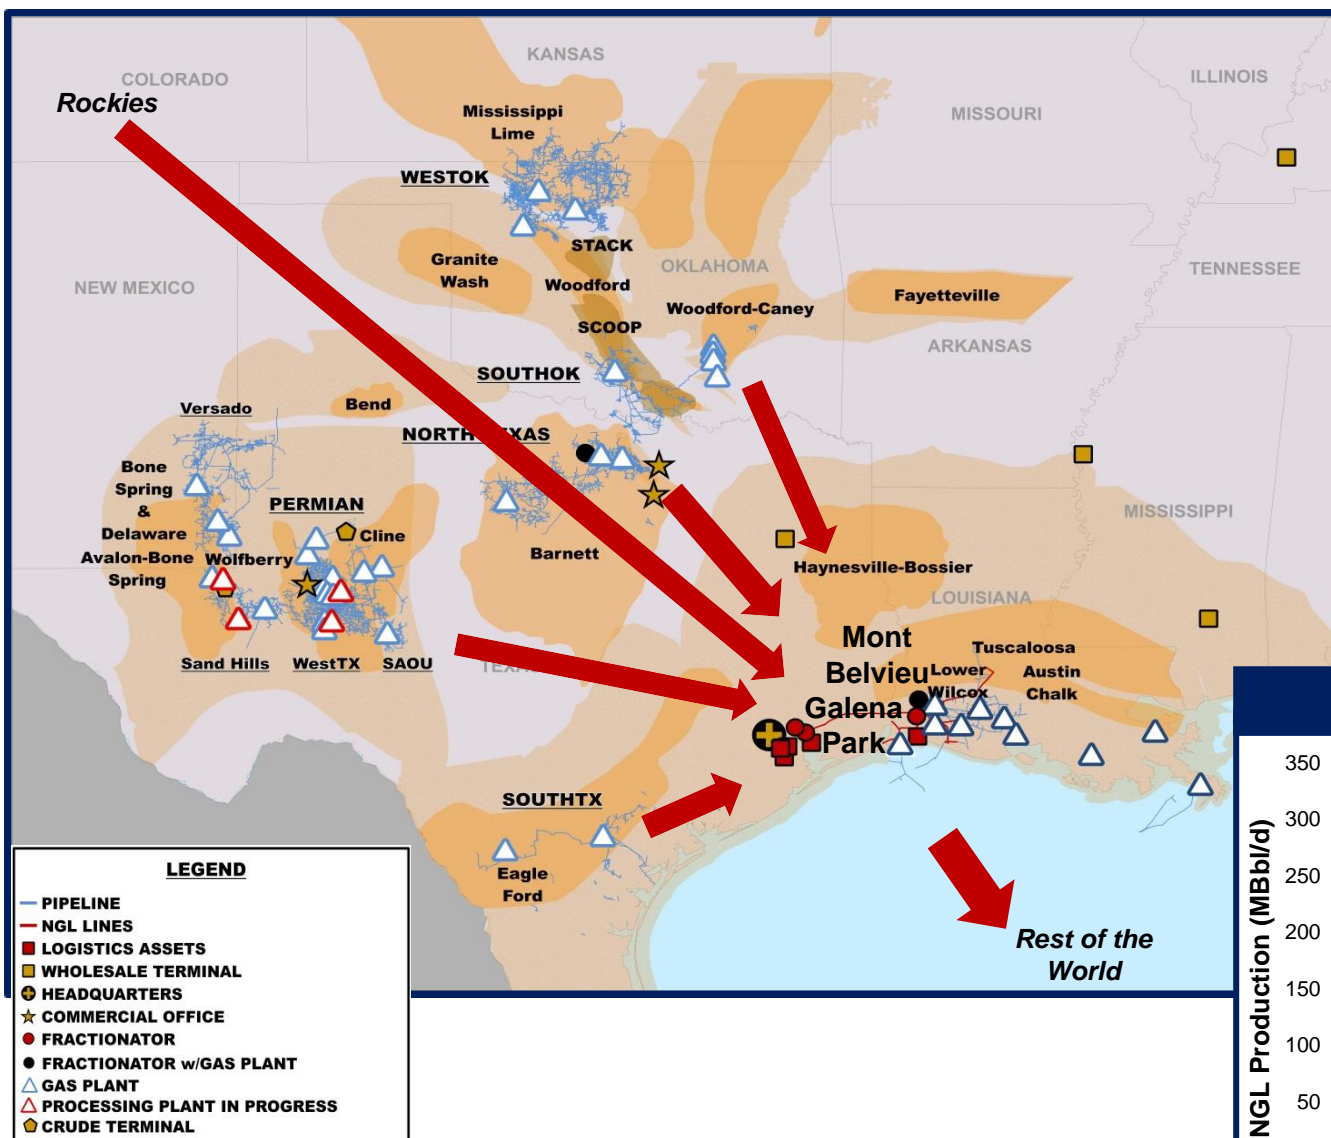 KANSAS
COLORADO
ILLINOIS
Rockies
Mississippi
Lime
MISSOURI
WESTOK
STACK
Granite
Wash
OKLAHOMA
TENNESSEE
Woodford
NEW MEXICO
Woodford-Caney
Fayetteville
SCOOP
ARKANSAS
SOUTHOK
Versado
Bend
NORTH TEXAS
Bone
Spring
&
Delaware
PERMIAN
MISSISSIPPI
Cline
Avalon-Bone
Spring
Wolfberry
Barnett
Haynesville-Bossier
LOUISIANA
Sand Hills
WestTX
SAOU
TEXAS
Mont
Belvieu
Galena
Park
Tuscaloosa
Lower
Wilcox
Austin
Chalk
SOUTHTX
Eagle
Ford
Rest of the
World
LEGEND
PIPELINE
NGL LINES
LOGISTICS ASSETS
WHOLESALE TERMINAL
HEADQUARTERS
COMMERCIAL OFFICE
FRACTIONATOR
FRACTIONATOR w/GAS PLANT
GAS PLANT
PROCESSING PLANT IN PROGRESS
CRUDE TERMINAL
NGL Production (MBbl/d)
350
300
250
200
150
100
50